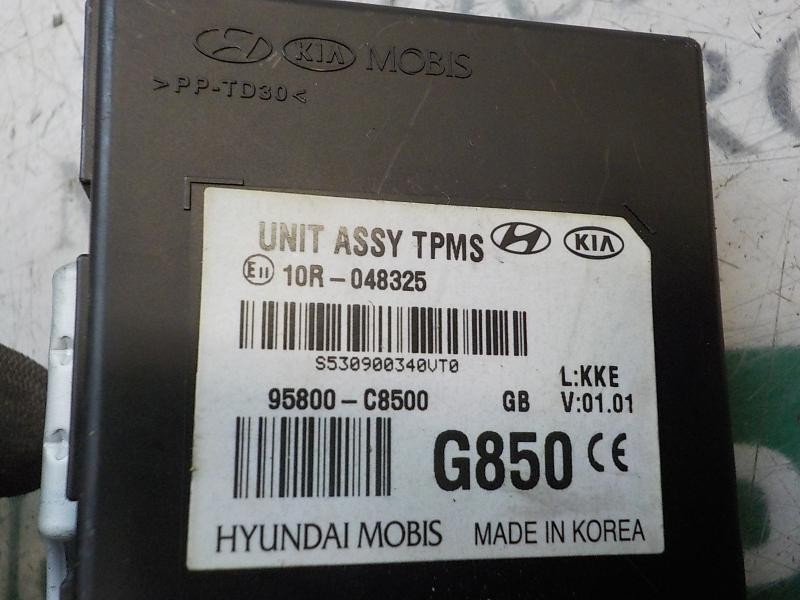 KIA MOBIS
>PP-TD30<
UNIT ASSY TPMS KIA
E11 10R-048325
S530900340VT0
L:KKE
95800-C8500 GB V:01.01
G850 CE
HYUNDAI MOBIS MADE IN KOREA